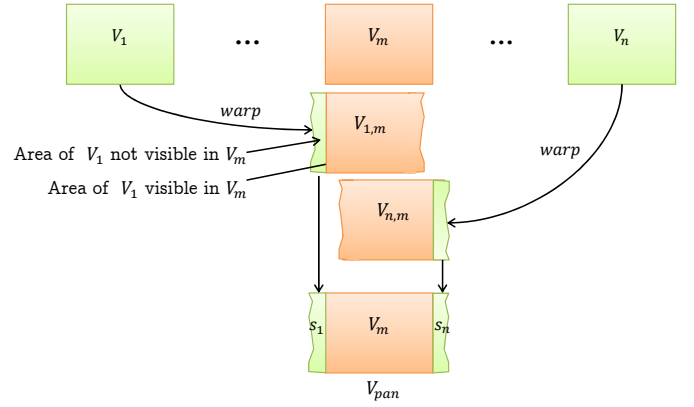 V₁ ... Vₘ ... Vₙ
warp
V₁,ₘ
Area of V₁ not visible in Vₘ
warp
Area of V₁ visible in Vₘ
Vₙ,ₘ
s₁ Vₘ sₙ
Vₚₐₙ